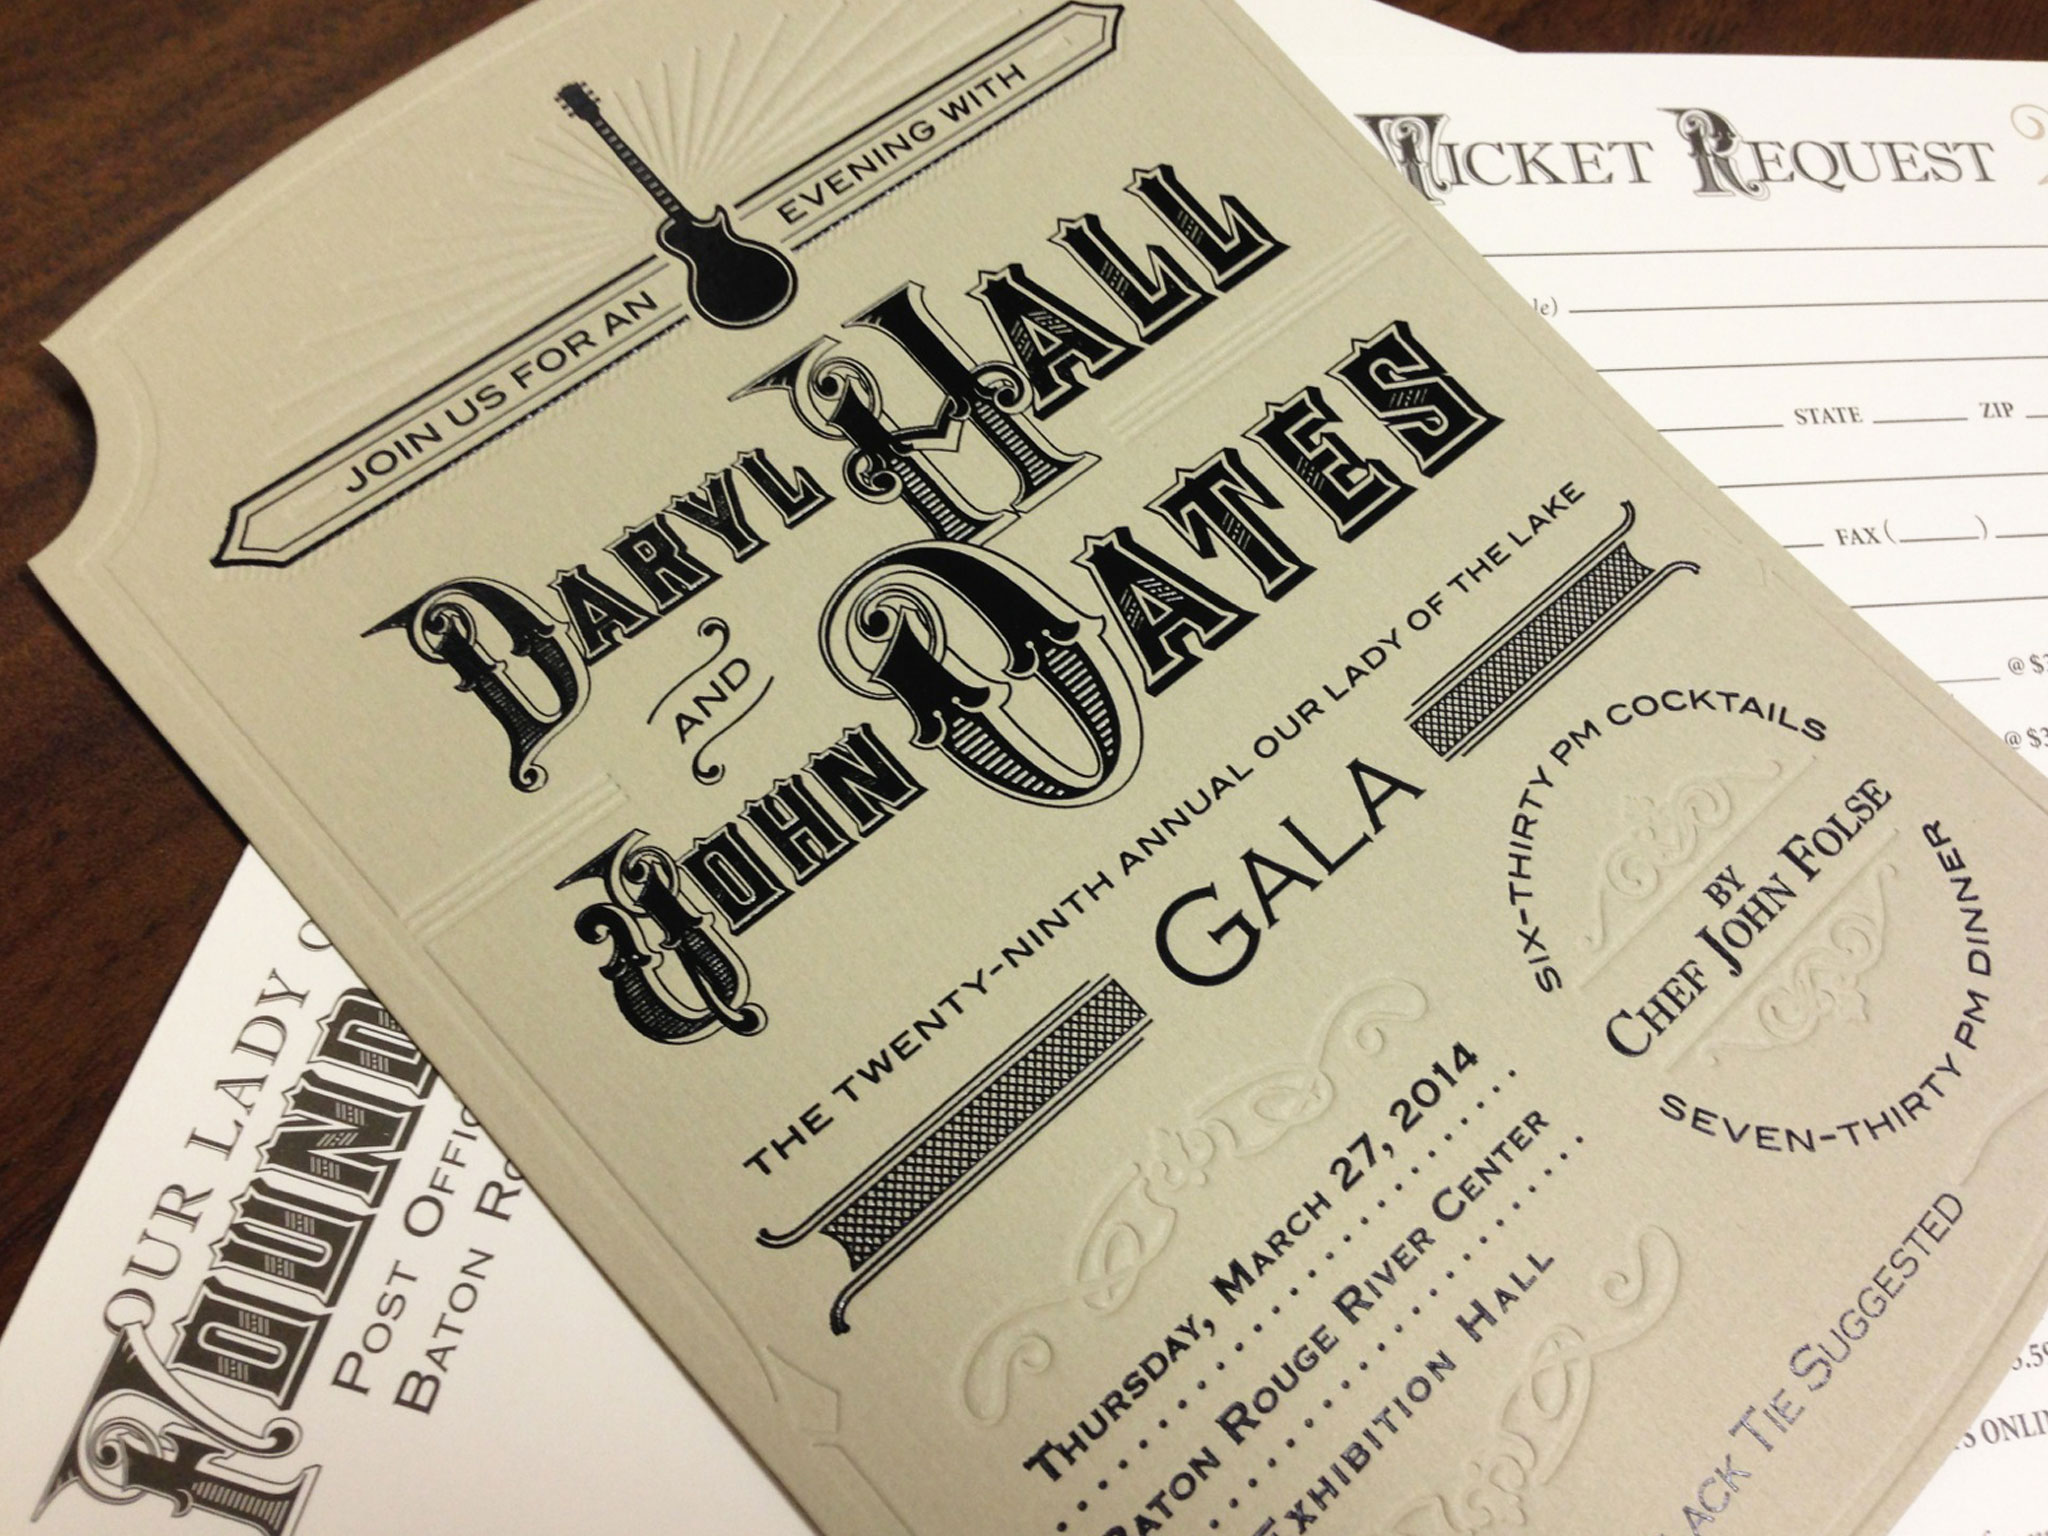 JOIN US FOR AN EVENING WITH
DARYL HALL
AND
JOHN OATES
THE TWENTY-NINTH ANNUAL OUR LADY OF THE LAKE
GALA
SIX-THIRTY PM COCKTAILS
BY
CHEF JOHN FOLSE
SEVEN-THIRTY PM DINNER
THURSDAY, MARCH 27, 2014
BATON ROUGE RIVER CENTER
EXHIBITION HALL
BLACK TIE SUGGESTED
TICKET REQUEST
STATE ZIP
FAX ( )
@ $3
@ $3
OUR LADY
POST OFFIC
BATON RO